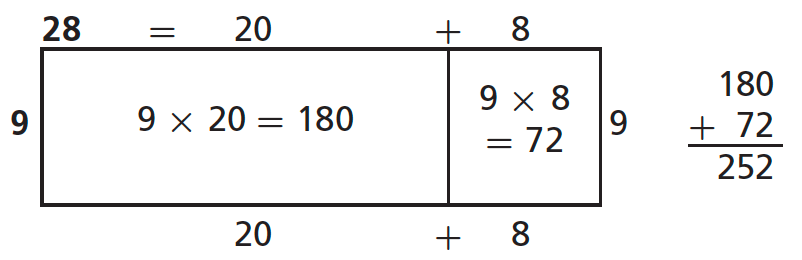 28 = 20 + 8
9
9 × 20 = 180
9 × 8
= 72
9
180
+ 72
252
20 + 8